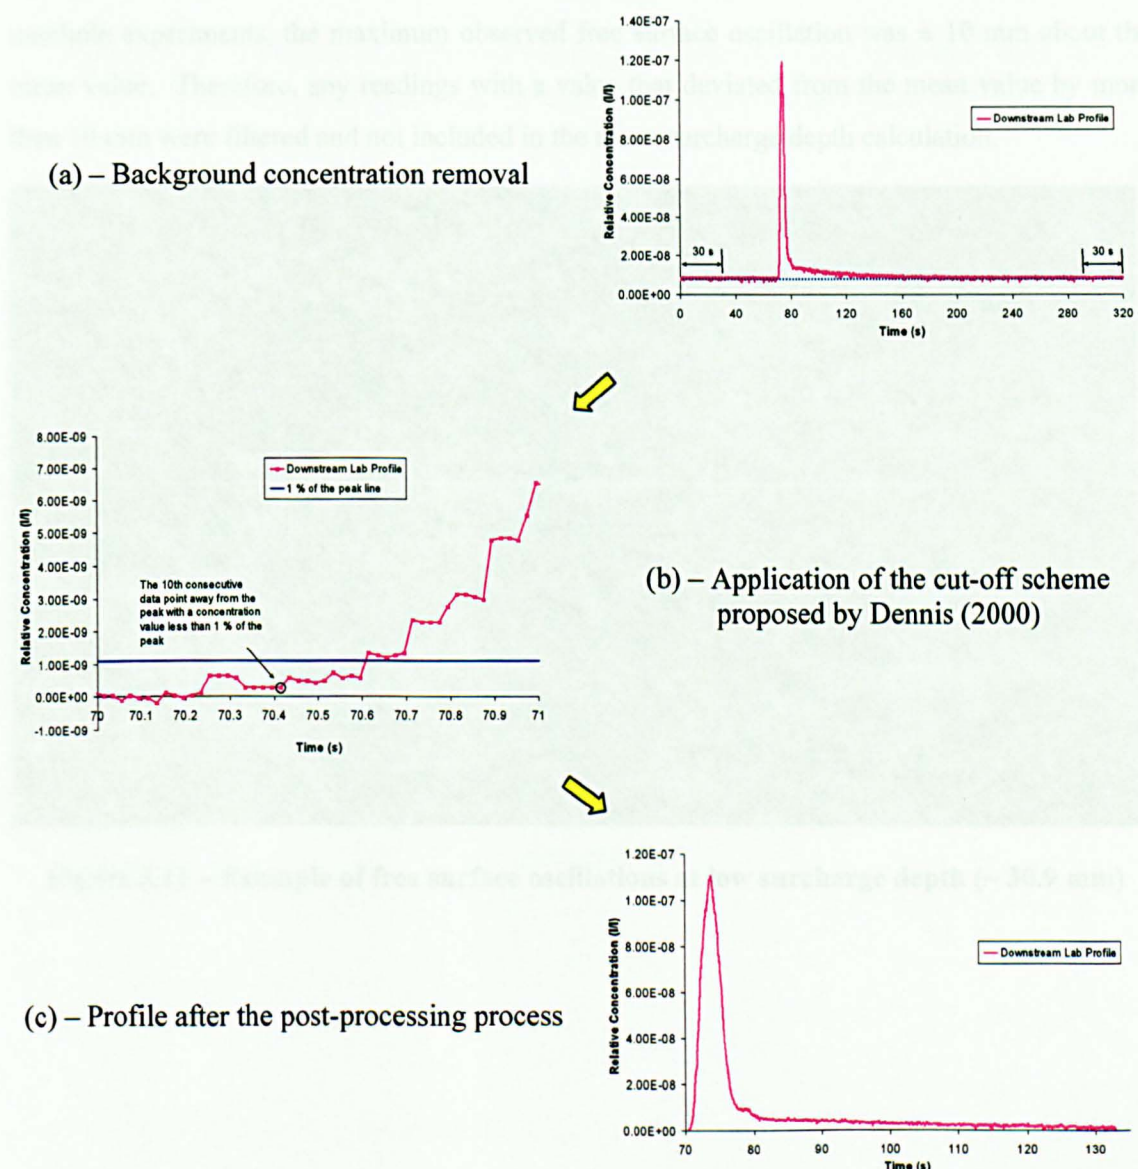 1.40E-07
1.20E-07
1.00E-07
8.00E-08
6.00E-08
4.00E-08
2.00E-08
0.00E+00
Relative Concentration (l/l)
Downstream Lab Profile
30 s
30 s
0 40 80 120 160 200 240 280 320
Time (s)
(a) – Background concentration removal
8.00E-09
7.00E-09
6.00E-09
5.00E-09
4.00E-09
3.00E-09
2.00E-09
1.00E-09
0.00E+00
-1.00E-09
Relative Concentration (l/l)
Downstream Lab Profile
1 % of the peak line
The 10th consecutive
data point away from the
peak with a concentration
value less than 1 % of the
peak
70 70.1 70.2 70.3 70.4 70.5 70.6 70.7 70.8 70.9 71
Time (s)
(b) – Application of the cut-off scheme
proposed by Dennis (2000)
1.20E-07
1.00E-07
8.00E-08
6.00E-08
4.00E-08
2.00E-08
0.00E+00
Relative Concentration (l/l)
Downstream Lab Profile
70 80 90 100 110 120 130
Time (s)
(c) – Profile after the post-processing process